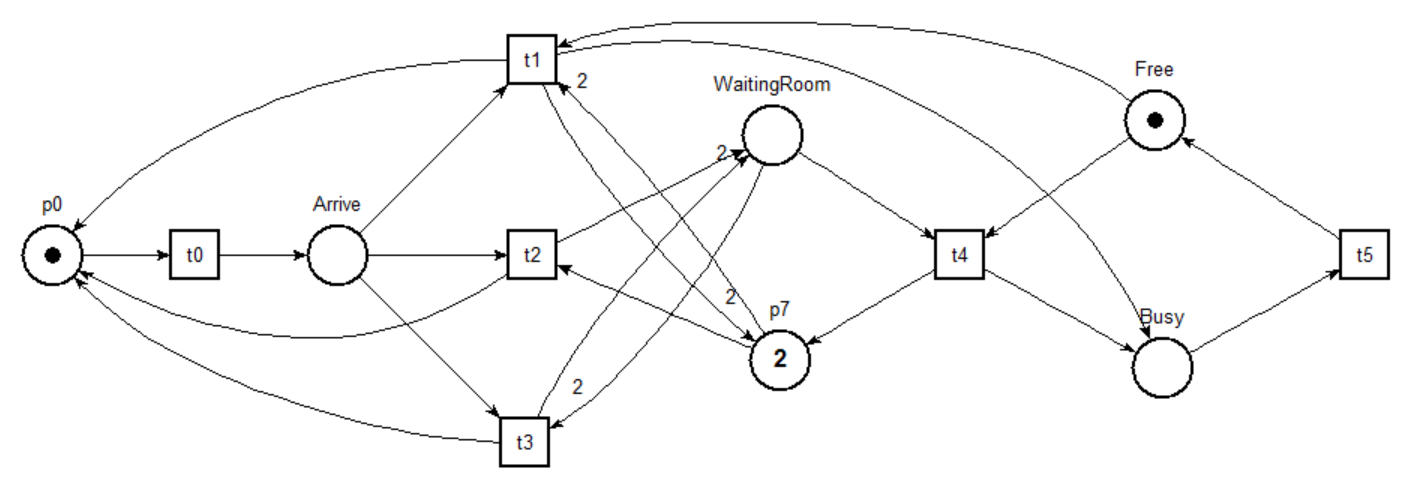 t1
2
WaitingRoom
Free
2
p0
Arrive
t0
t2
t4
t5
2
p7
Busy
2
2
t3